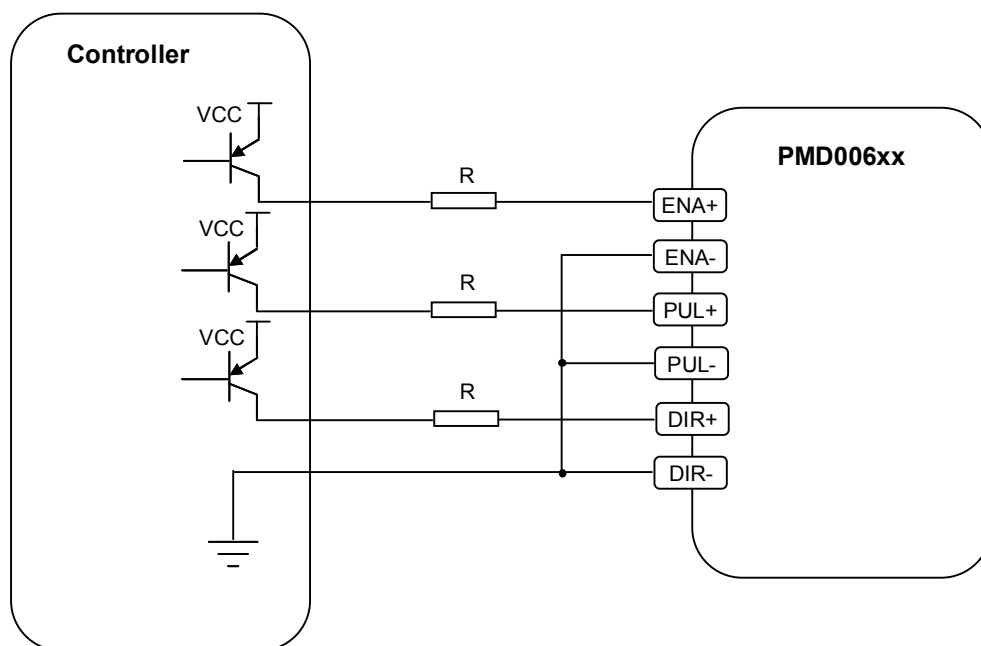 Controller
VCC
PMD006xx
R
ENA+
VCC
ENA-
R
PUL+
VCC
PUL-
R
DIR+
DIR-